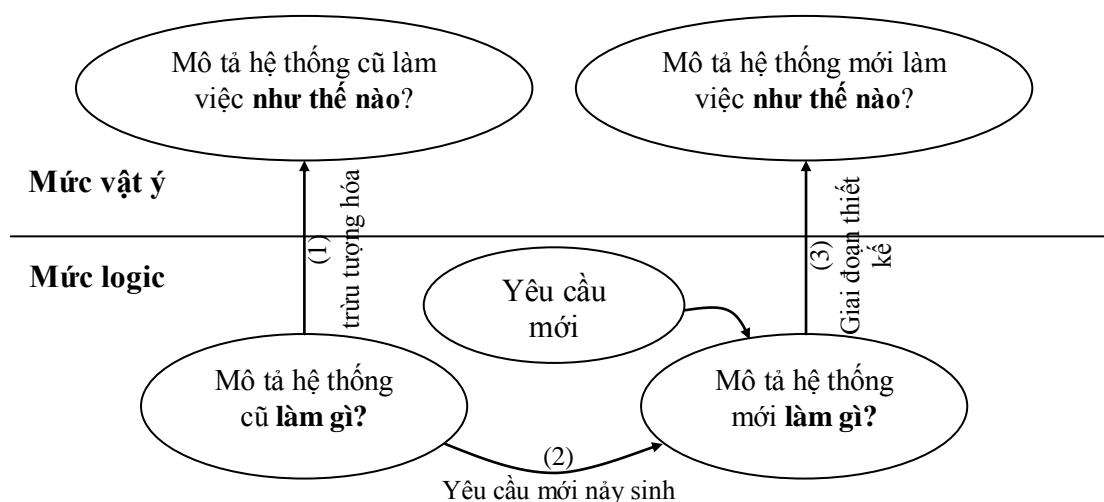 Mô tả hệ thống cũ làm
việc như thế nào?
Mô tả hệ thống mới làm
việc như thế nào?
Mức vật ý
(1)
trừu tượng hóa
(3)
Giai đoạn thiết
kế
Mức logic
Yêu cầu
mới
Mô tả hệ thống
cũ làm gì?
Mô tả hệ thống
mới làm gì?
(2)
Yêu cầu mới nảy sinh